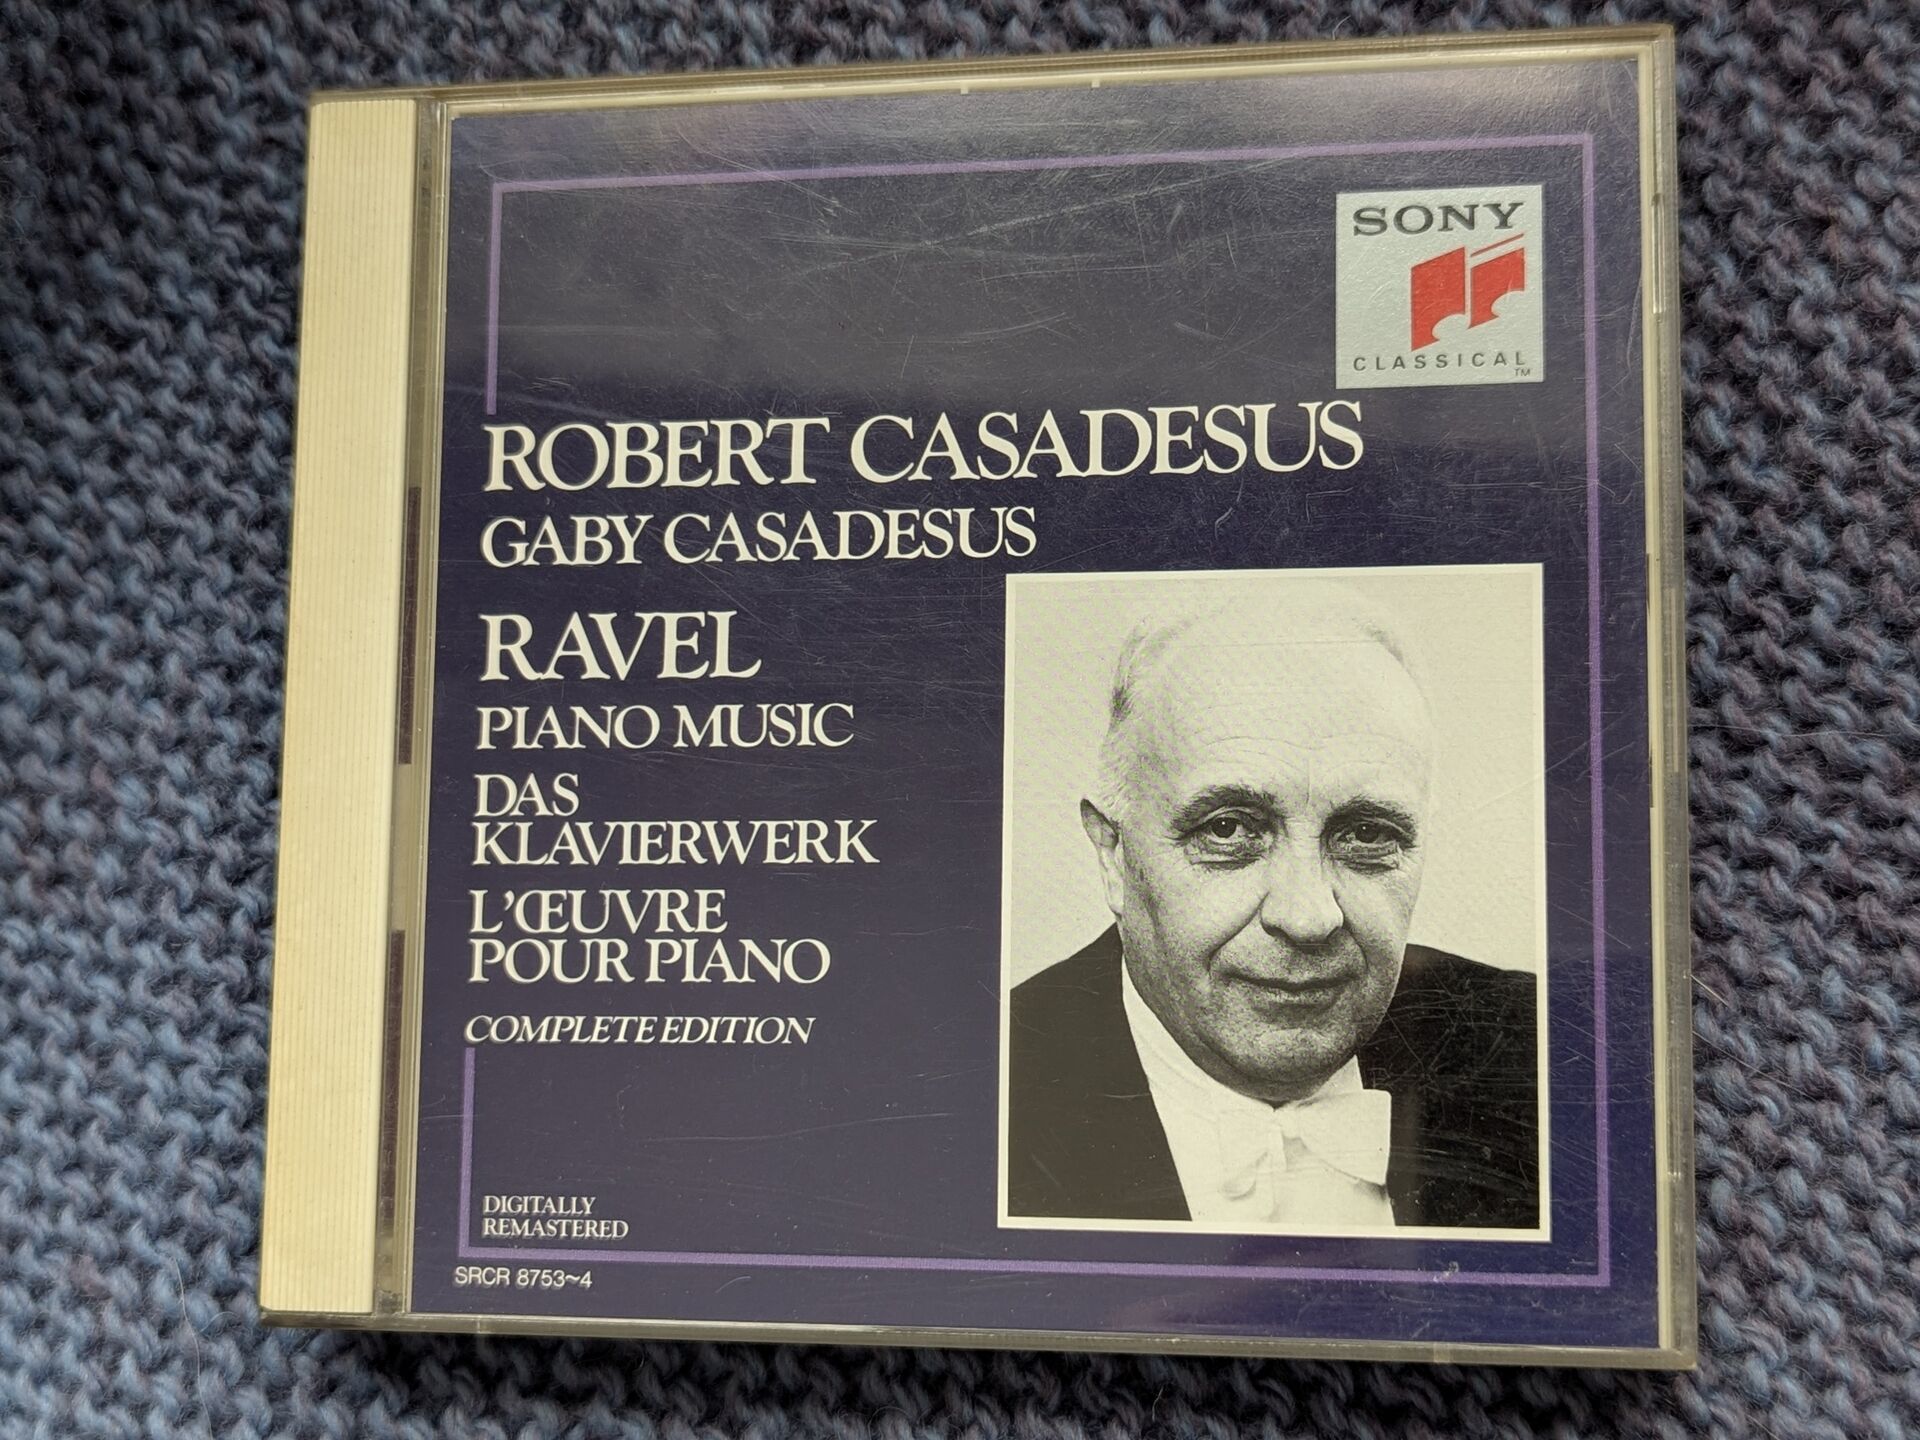 SONY
CLASSICAL
TM
ROBERT CASADESUS
GABY CASADESUS
RAVEL
PIANO MUSIC
DAS
KLAVIERWERK
L'ŒUVRE
POUR PIANO
COMPLETE EDITION
DIGITALLY
REMASTERED
SRCR 8753~4